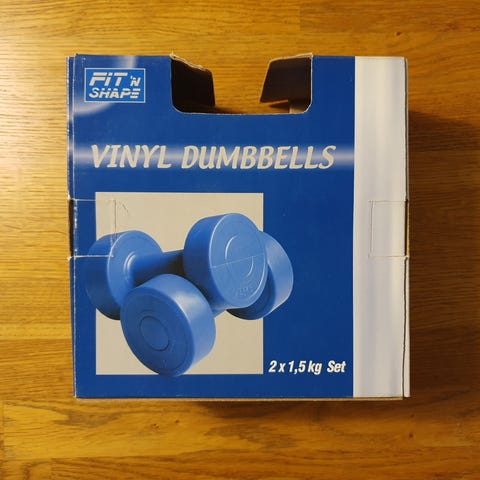 FIT 'N
SHAPE
VINYL DUMBBELLS
2 x 1,5 kg Set